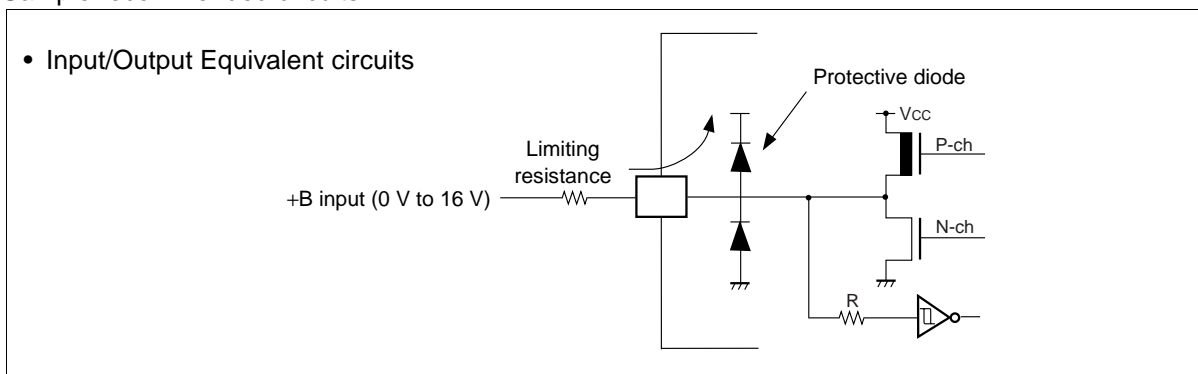 • Input/Output Equivalent circuits
Protective diode
Vcc
P-ch
Limiting
resistance
+B input (0 V to 16 V)
N-ch
R